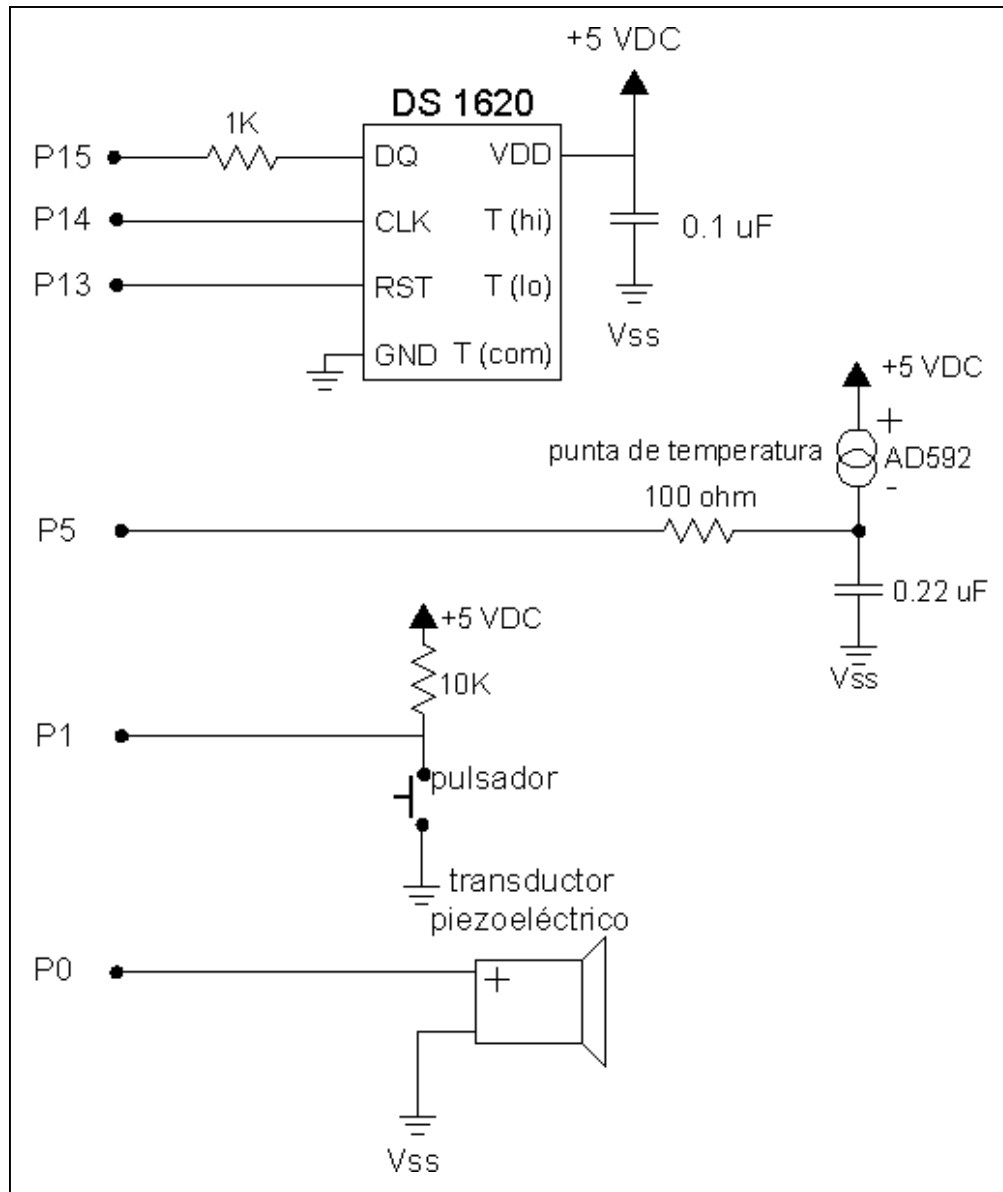 +5 VDC
DS 1620
1K
P15
DQ
VDD
P14
CLK
T (hi)
0.1 uF
P13
RST
T (lo)
Vss
GND
T (com)
+5 VDC
+
punta de temperatura
AD592
-
100 ohm
P5
0.22 uF
+5 VDC
Vss
10K
P1
pulsador
transductor
piezoeléctrico
P0
+
Vss